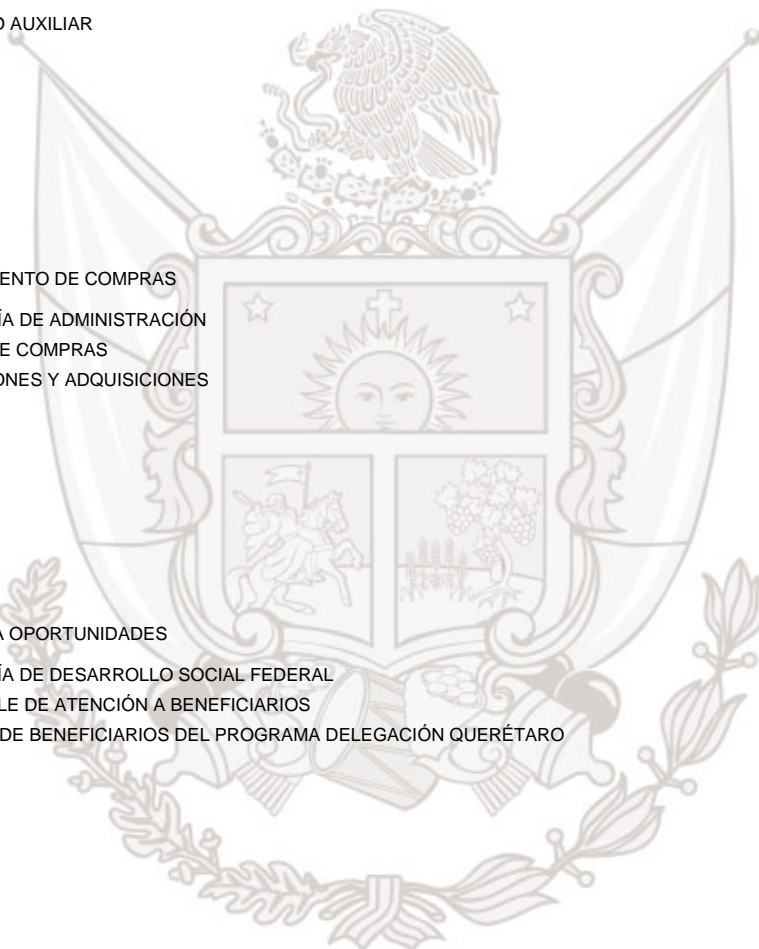 O AUXILIAR
ENTO DE COMPRAS
ÍA DE ADMINISTRACIÓN
E COMPRAS
ONES Y ADQUISICIONES
A OPORTUNIDADES
ÍA DE DESARROLLO SOCIAL FEDERAL
LE DE ATENCIÓN A BENEFICIARIOS
DE BENEFICIARIOS DEL PROGRAMA DELEGACIÓN QUERÉTARO